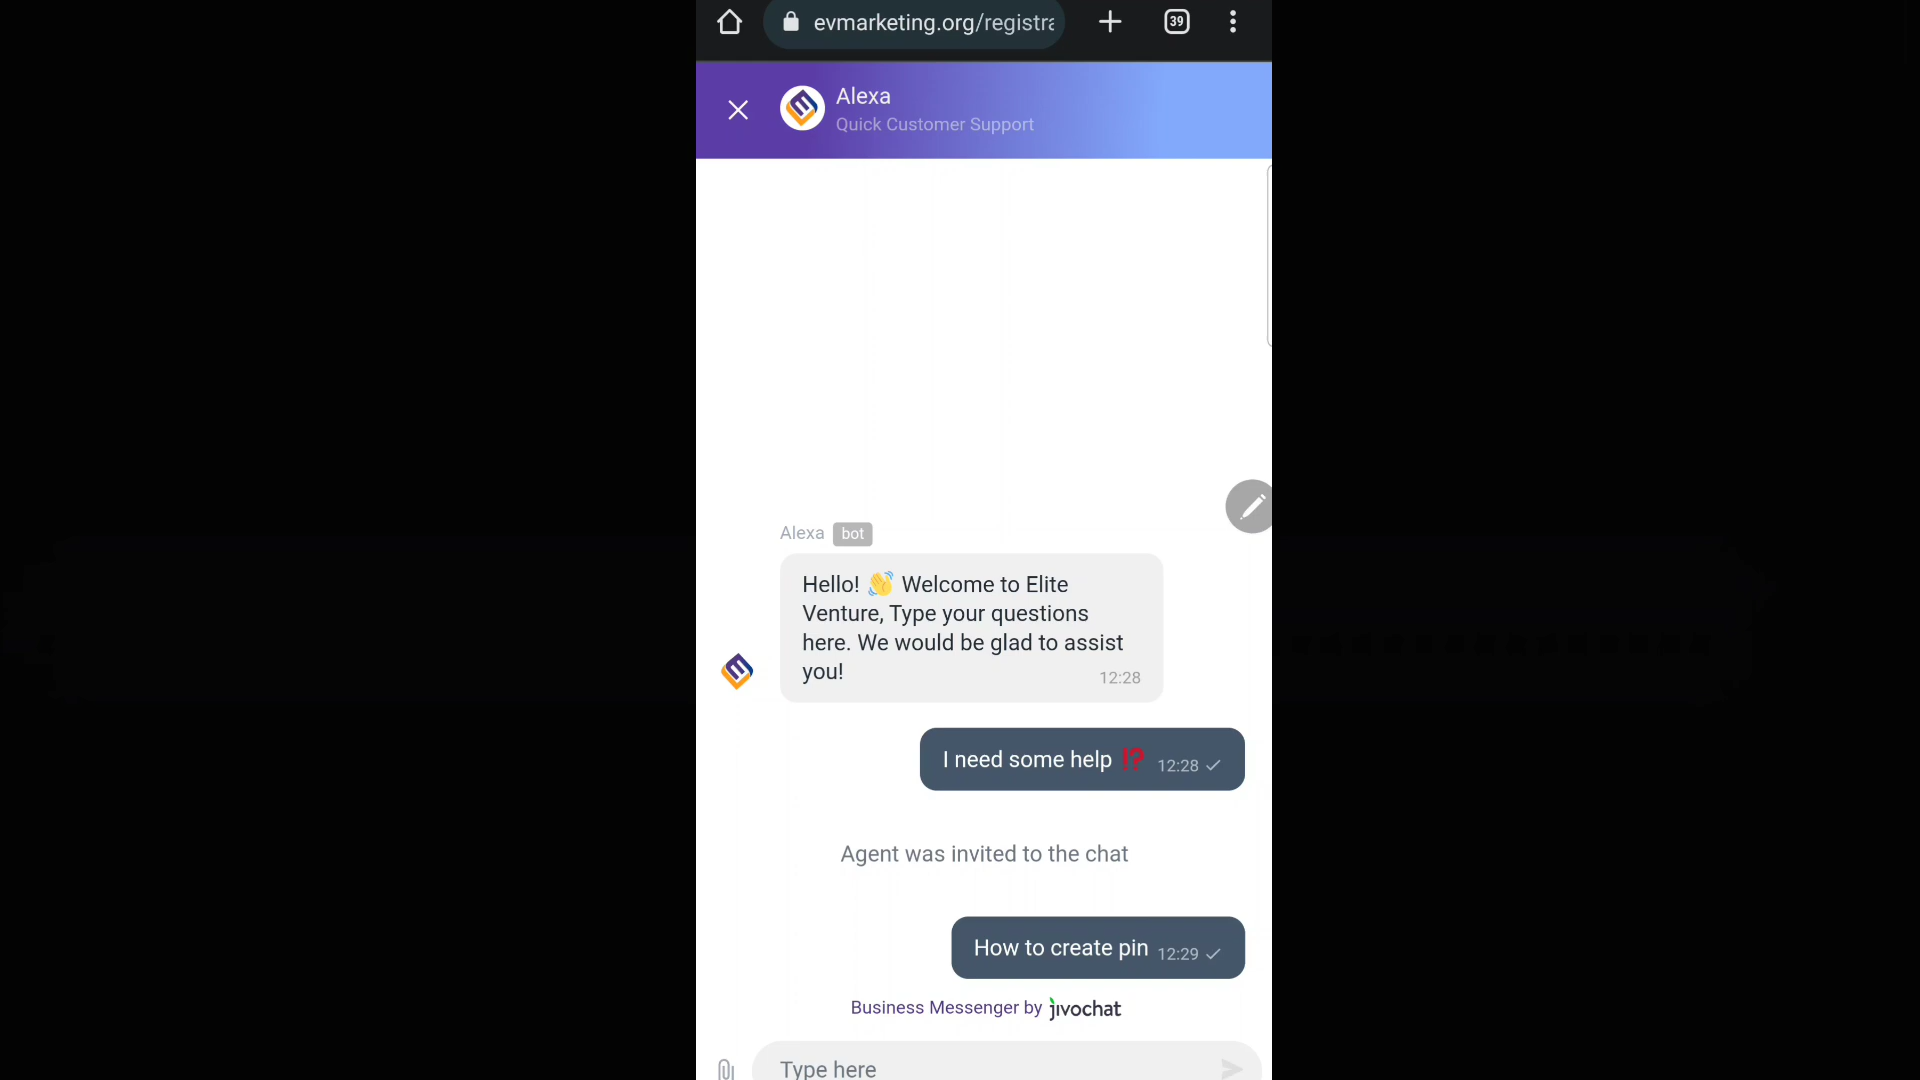 evmarketing.org/registra
39
Alexa
Quick Customer Support
Alexa bot
Hello! 👋 Welcome to Elite
Venture, Type your questions
here. We would be glad to assist
you! 12:28
I need some help ⁉️ 12:28
Agent was invited to the chat
How to create pin 12:29
Business Messenger by jivochat
Type here